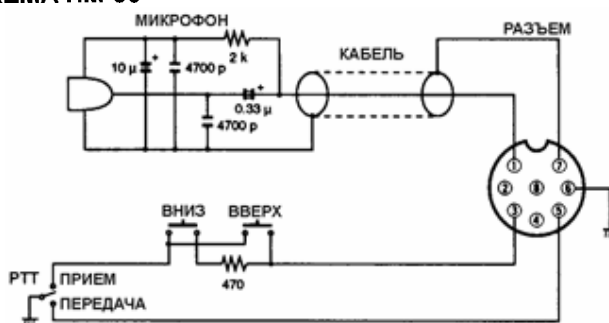 МИКРОФОН
РАЗЪЕМ
КАБЕЛЬ
2 k
10 μ +
4700 p
+
0.33 μ
4700 p
1 7
2 8 6
3 4 5
ВНИЗ ВВЕРХ
470
РТТ ПРИЕМ
ПЕРЕДАЧА